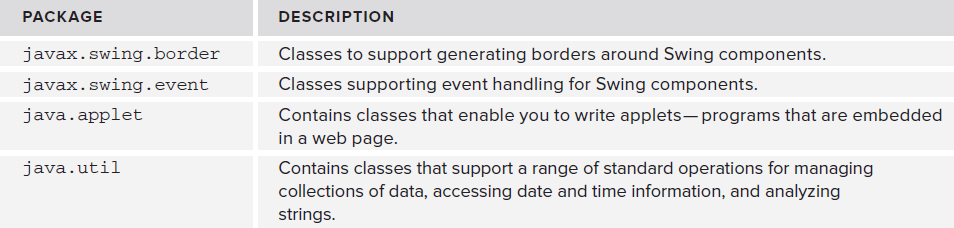 PACKAGE DESCRIPTION
javax.swing.border Classes to support generating borders around Swing components.
javax.swing.event Classes supporting event handling for Swing components.
java.applet Contains classes that enable you to write applets—programs that are embedded
in a web page.
java.util Contains classes that support a range of standard operations for managing
collections of data, accessing date and time information, and analyzing
strings.